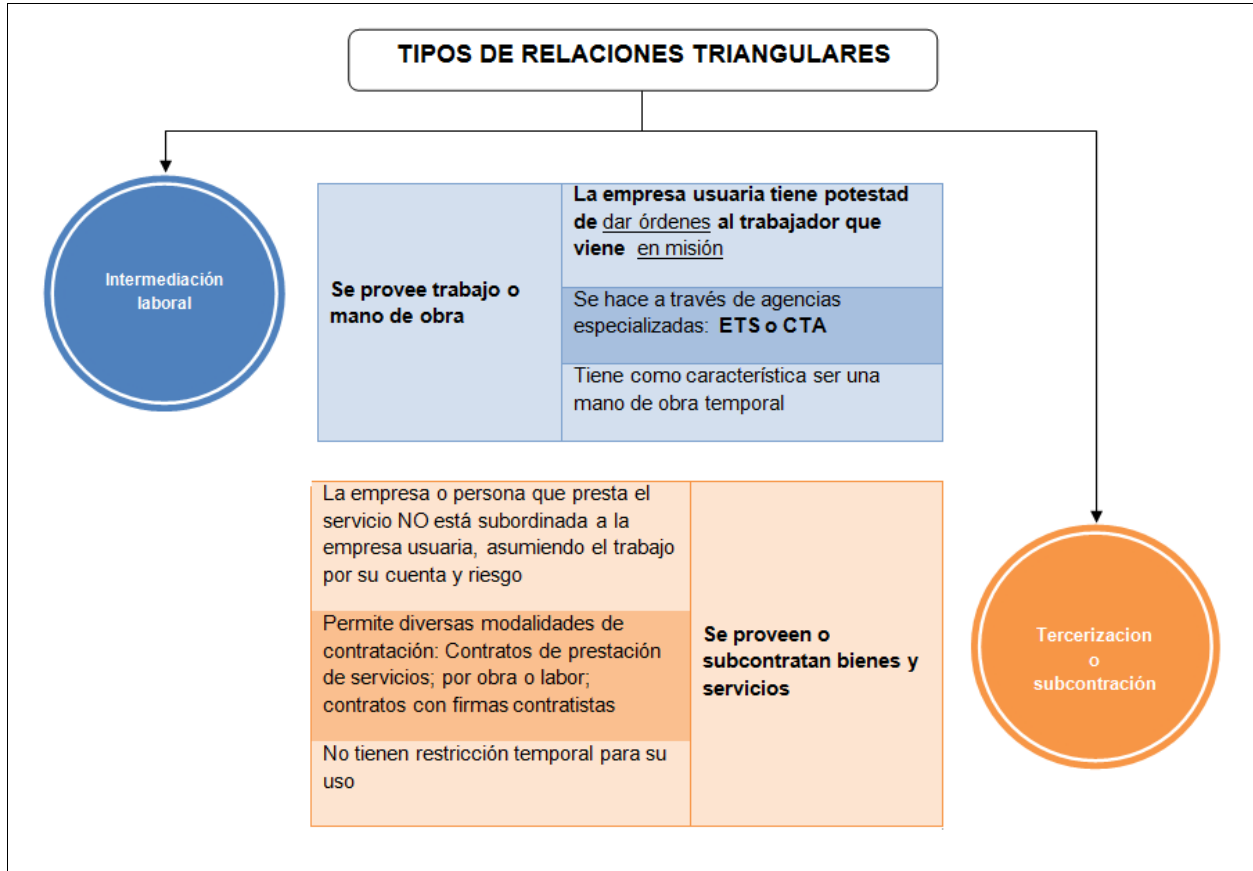 TIPOS DE RELACIONES TRIANGULARES
Intermediación
laboral
Se provee trabajo o
mano de obra
La empresa usuaria tiene potestad
de dar órdenes al trabajador que
viene en misión
Se hace a través de agencias
especializadas: ETS o CTA
Tiene como característica ser una
mano de obra temporal
La empresa o persona que presta el
servicio NO está subordinada a la
empresa usuaria, asumiendo el trabajo
por su cuenta y riesgo
Permite diversas modalidades de
contratación: Contratos de prestación
de servicios; por obra o labor;
contratos con firmas contratistas
No tienen restricción temporal para su
uso
Se proveen o
subcontratan bienes y
servicios
Tercerizacion
o
subcontración